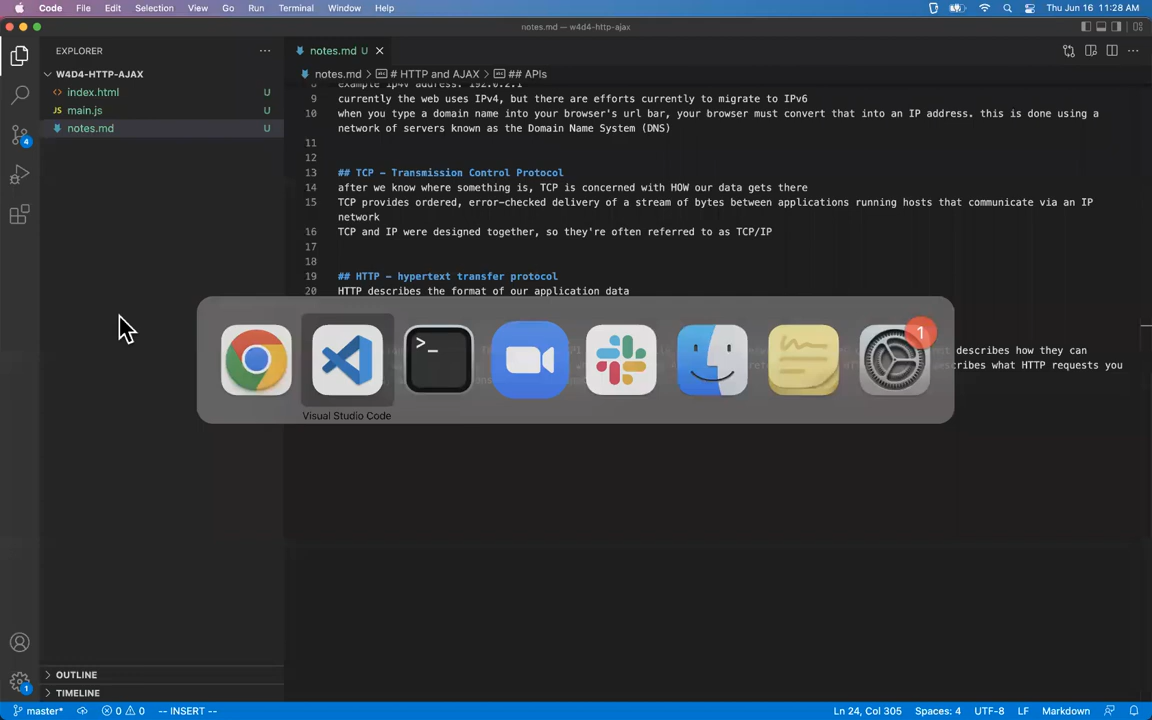 Code File Edit Selection View Go Run Terminal Window Help Thu Jun 16 11:28 AM
notes.md — w4d4-http-ajax
EXPLORER
W4D4-HTTP-AJAX
index.html U
main.js U
notes.md U
4
notes.md U
notes.md > # HTTP and AJAX > ## APIs
9 currently the web uses IPv4, but there are efforts currently to migrate to IPv6
10 when you type a domain name into your browser's url bar, your browser must convert that into an IP address. this is done using a
network of servers known as the Domain Name System (DNS)
11
12
13 ## TCP - Transmission Control Protocol
14 after we know where something is, TCP is concerned with HOW our data gets there
15 TCP provides ordered, error-checked delivery of a stream of bytes between applications running hosts that communicate via an IP
network
16 TCP and IP were designed together, so they're often referred to as TCP/IP
17
18
19 ## HTTP - hypertext transfer protocol
20 HTTP describes the format of our application data
1
describes how they can
scribes what HTTP requests you
Visual Studio Code
OUTLINE
TIMELINE
1
master* 0 0 -- INSERT -- Ln 24, Col 305 Spaces: 4 UTF-8 LF Markdown